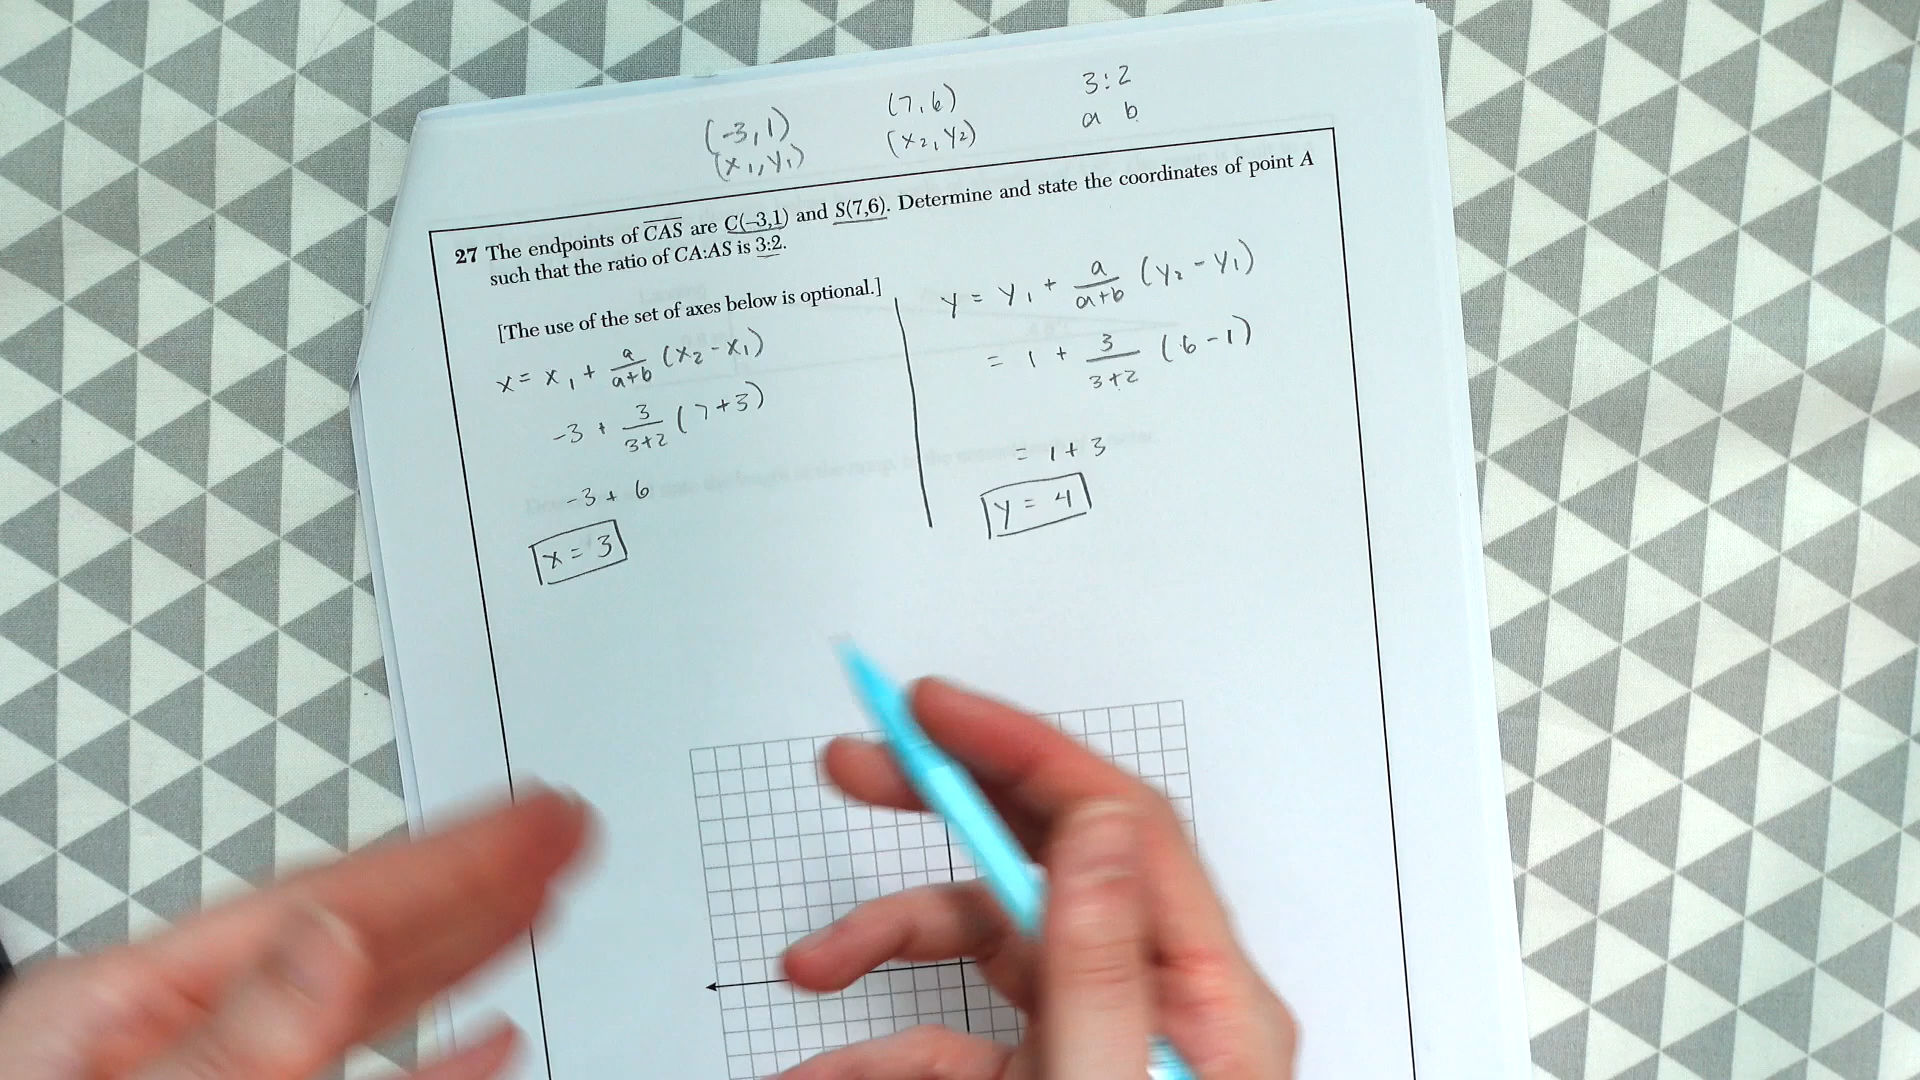 (-3,1) (7,6) 3:2
(x₁,y₁) (x₂,y₂) a b
27 The endpoints of CAS are C(–3,1) and S(7,6). Determine and state the coordinates of point A
such that the ratio of CA:AS is 3:2.
[The use of the set of axes below is optional.]
x = x₁ + a/(a+b) (x₂-x₁)
-3 + 3/(3+2) (7+3)
-3 + 6
x = 3
y = y₁ + a/(a+b) (y₂-y₁)
= 1 + 3/(3+2) (6-1)
= 1 + 3
y = 4